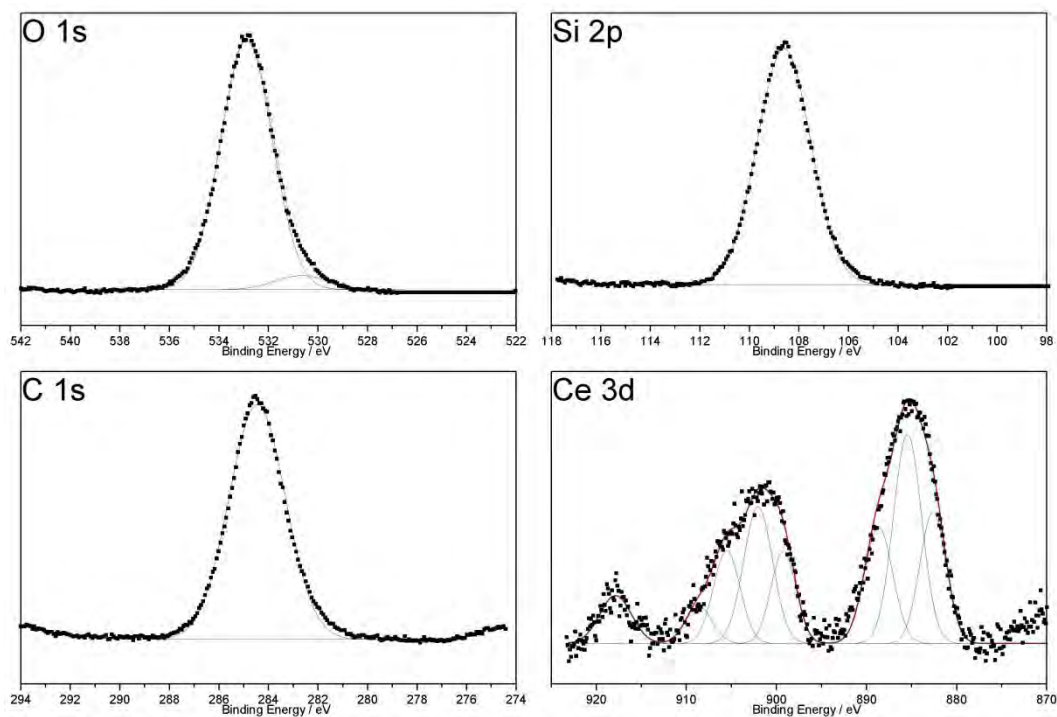 O 1s
542 540 538 536 534 532 530 528 526 524 522
Binding Energy / eV
Si 2p
118 116 114 112 110 108 106 104 102 100 98
Binding Energy / eV
C 1s
294 292 290 288 286 284 282 280 278 276 274
Binding Energy / eV
Ce 3d
920 910 900 890 880 870
Binding Energy / eV